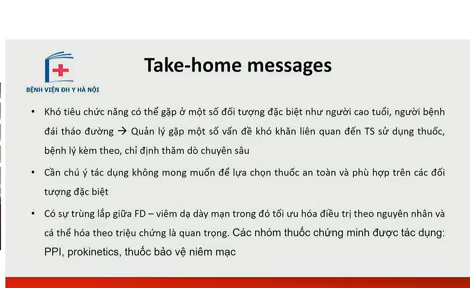 Take-home messages
BỆNH VIỆN ĐH Y HÀ NỘI
• Khó tiêu chức năng có thể gặp ở một số đối tượng đặc biệt như người cao tuổi, người bệnh
đái tháo đường → Quản lý gặp một số vấn đề khó khăn liên quan đến TS sử dụng thuốc,
bệnh lý kèm theo, chỉ định thăm dò chuyên sâu
• Cần chú ý tác dụng không mong muốn để lựa chọn thuốc an toàn và phù hợp trên các đối
tượng đặc biệt
• Có sự trùng lắp giữa FD – viêm dạ dày mạn trong đó tối ưu hóa điều trị theo nguyên nhân và
cá thể hóa theo triệu chứng là quan trọng. Các nhóm thuốc chứng minh được tác dụng:
PPI, prokinetics, thuốc bảo vệ niêm mạc